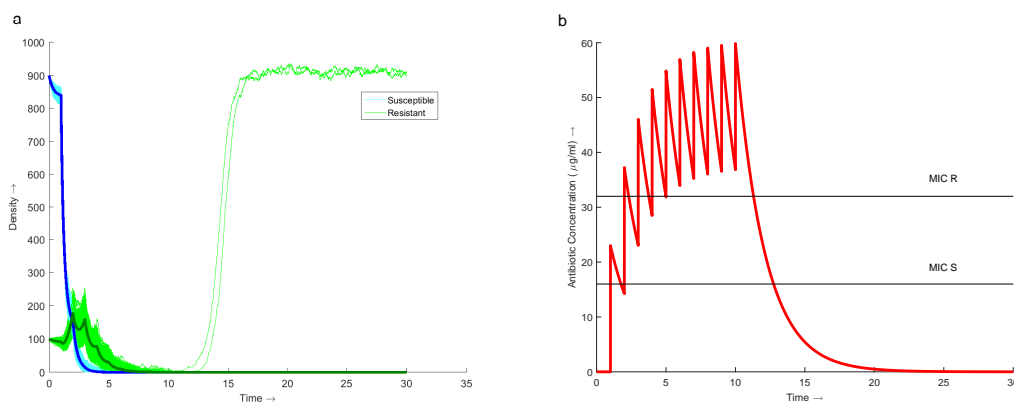 a
1000
900
800
700
600
500
400
300
200
100
0
Density →
Susceptible
Resistant
0 5 10 15 20 25 30 35
Time →
b
60
50
40
30
20
10
0
Antibiotic Concentration ( μg/ml) →
MIC R
MIC S
0 5 10 15 20 25 30
Time →